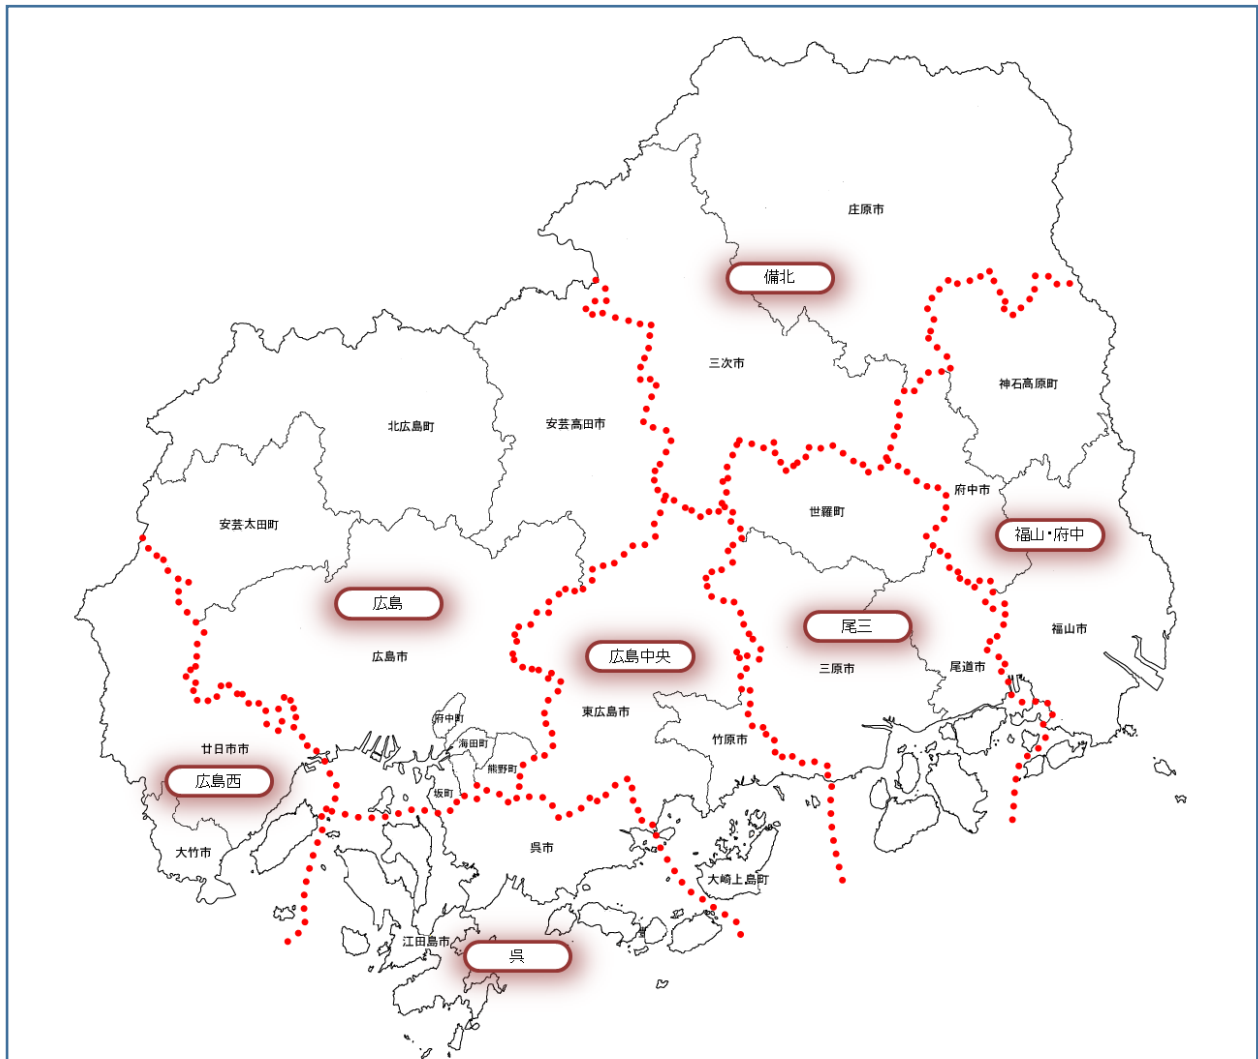 庄原市
備北
三次市
神石高原町
安芸高田市
北広島町
府中市
世羅町
安芸太田町
福山・府中
広島
尾三
福山市
広島市
広島中央
三原市
尾道市
東広島市
府中町
竹原市
海田町
廿日市市
熊野町
広島西
坂町
呉市
大竹市
大崎上島町
江田島市
呉